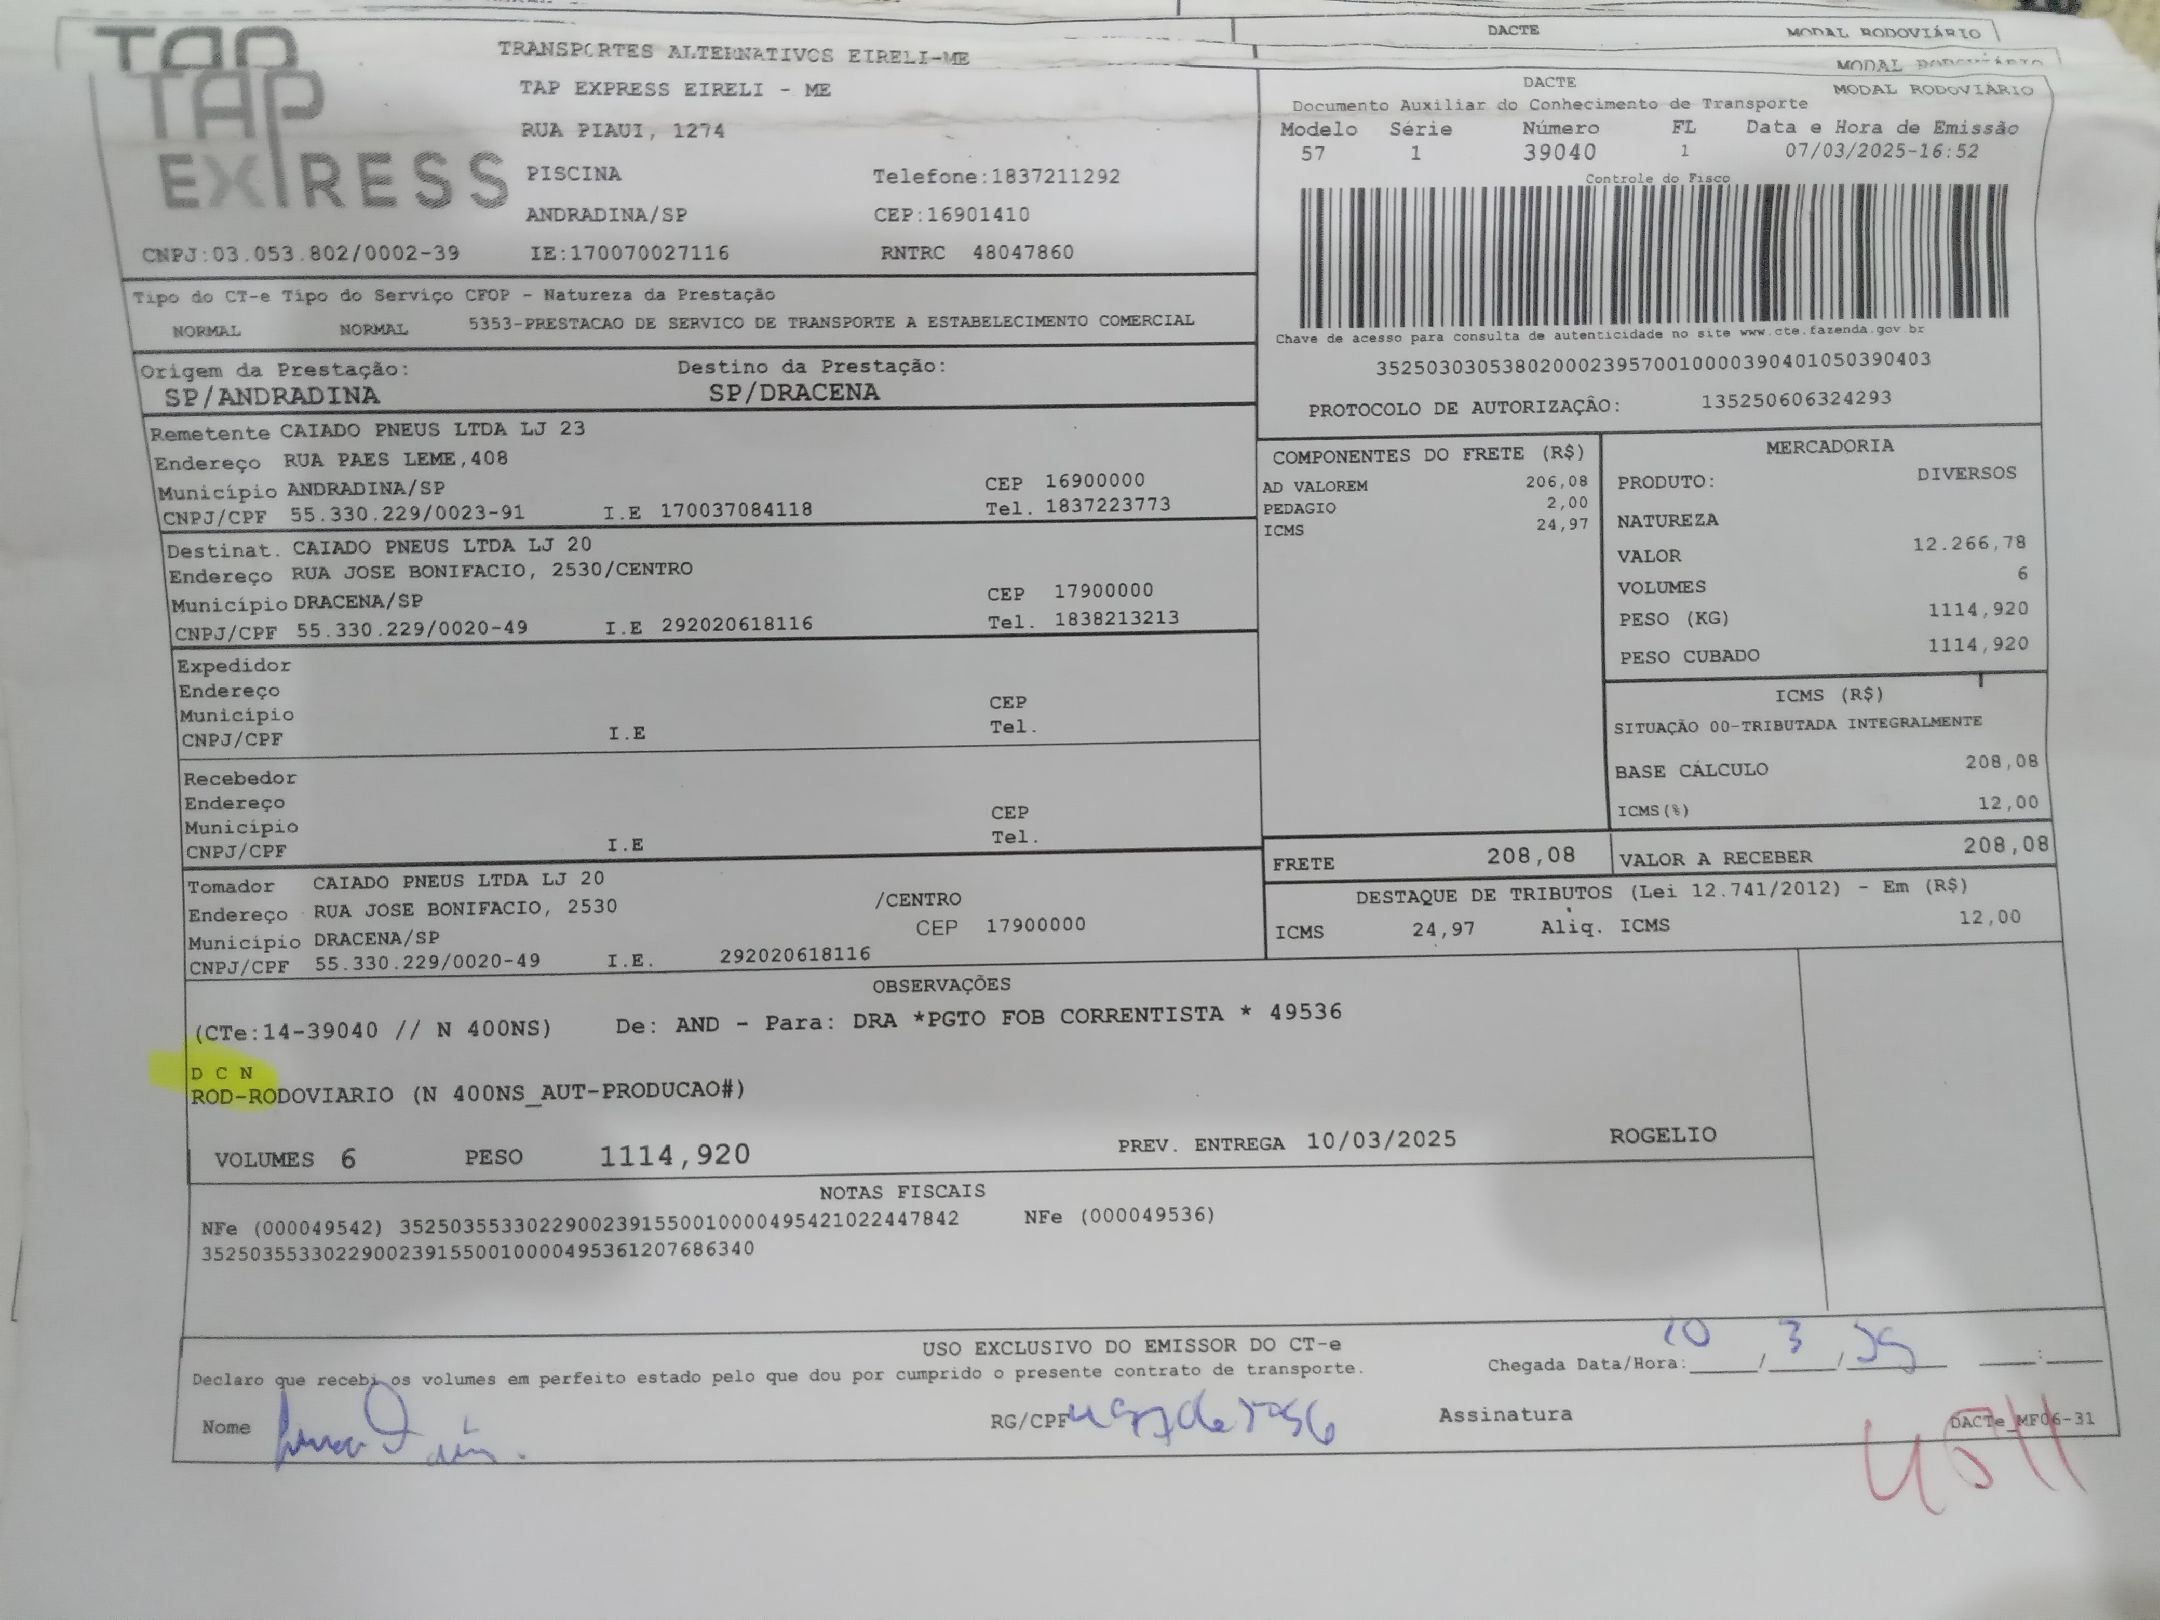 DACTE MODAL RODOVIÁRIO
MODAL RODOVIÁRIO
TAP
TAP
EXPRESS
TRANSPORTES ALTERNATIVOS EIRELI-ME
TAP EXPRESS EIRELI - ME
RUA PIAUI, 1274
PISCINA Telefone:1837211292
ANDRADINA/SP CEP:16901410
CNPJ:03.053.802/0002-39 IE:170070027116 RNTRC 48047860
DACTE MODAL RODOVIÁRIO
Documento Auxiliar do Conhecimento de Transporte
Modelo Série Número FL Data e Hora de Emissão
57 1 39040 1 07/03/2025-16:52
Controle do Fisco
Chave de acesso para consulta de autenticidade no site www.cte.fazenda.gov br
35250303053802000239570010000390401050390403
PROTOCOLO DE AUTORIZAÇÂO: 135250606324293
Tipo do CT-e Tipo do Serviço CFOP - Natureza da Prestação
NORMAL NORMAL 5353-PRESTACAO DE SERVICO DE TRANSPORTE A ESTABELECIMENTO COMERCIAL
Origem da Prestação: Destino da Prestação:
SP/ANDRADINA SP/DRACENA
Remetente CAIADO PNEUS LTDA LJ 23
Endereço RUA PAES LEME,408
Município ANDRADINA/SP CEP 16900000
CNPJ/CPF 55.330.229/0023-91 I.E 170037084118 Tel. 1837223773
Destinat. CAIADO PNEUS LTDA LJ 20
Endereço RUA JOSE BONIFACIO, 2530/CENTRO
Município DRACENA/SP CEP 17900000
CNPJ/CPF 55.330.229/0020-49 I.E 292020618116 Tel. 1838213213
Expedidor
Endereço
Município CEP
CNPJ/CPF I.E Tel.
Recebedor
Endereço
Município CEP
CNPJ/CPF I.E Tel.
Tomador CAIADO PNEUS LTDA LJ 20
Endereço RUA JOSE BONIFACIO, 2530 /CENTRO
Município DRACENA/SP CEP 17900000
CNPJ/CPF 55.330.229/0020-49 I.E. 292020618116
COMPONENTES DO FRETE (R$)
AD VALOREM 206,08
PEDAGIO 2,00
ICMS 24,97
MERCADORIA
PRODUTO: DIVERSOS
NATUREZA
VALOR 12.266,78
VOLUMES 6
PESO (KG) 1114,920
PESO CUBADO 1114,920
ICMS (R$)
SITUAÇÃO 00-TRIBUTADA INTEGRALMENTE
BASE CÁLCULO 208,08
ICMS(%) 12,00
FRETE 208,08 VALOR A RECEBER 208,08
DESTAQUE DE TRIBUTOS (Lei 12.741/2012) - Em (R$)
ICMS 24,97 Aliq. ICMS 12,00
OBSERVAÇÕES
(CTe:14-39040 // N 400NS) De: AND - Para: DRA *PGTO FOB CORRENTISTA * 49536
D C N
ROD-RODOVIARIO (N 400NS_AUT-PRODUCAO#)
VOLUMES 6 PESO 1114,920 PREV. ENTREGA 10/03/2025 ROGELIO
NOTAS FISCAIS
NFe (000049542) 35250355330229002391550010000495421022447842 NFe (000049536)
35250355330229002391550010000495361207686340
USO EXCLUSIVO DO EMISSOR DO CT-e
Declaro que recebi os volumes em perfeito estado pelo que dou por cumprido o presente contrato de transporte.
Chegada Data/Hora: 10 / 3 / 25 :
Nome RG/CPF Assinatura
DACTe_MF06-31